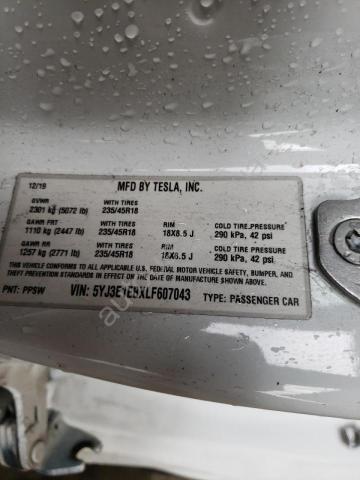 12/19 MFD BY TESLA, INC.
GVWR WITH TIRES
2301 kg (5072 lb) 235/45R18
GAWR FRT WITH TIRES RIM COLD TIRE PRESSURE
1110 kg (2447 lb) 235/45R18 18X8.5 J 290 kPa, 42 psi
GAWR RR WITH TIRES RIM COLD TIRE PRESSURE
1257 kg (2771 lb) 235/45R18 18X8.5 J 290 kPa, 42 psi
THIS VEHICLE CONFORMS TO ALL APPLICABLE U.S. FEDERAL MOTOR VEHICLE SAFETY, BUMPER, AND
THEFT PREVENTION STANDARDS IN EFFECT ON THE DATE OF MANUFACTURE SHOWN ABOVE.
PNT: PPSW VIN: 5YJ3E1EBXLF607043 TYPE: PASSENGER CAR